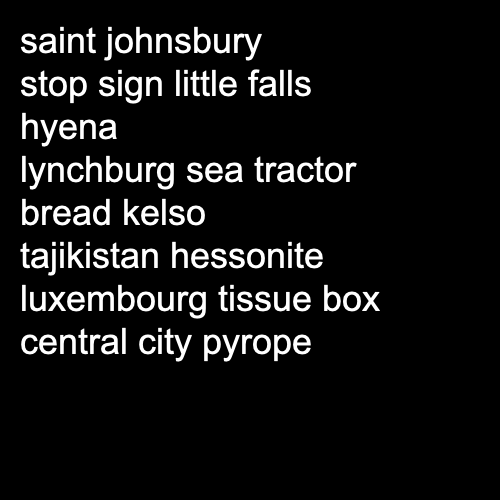 saint johnsbury
stop sign little falls
hyena
lynchburg sea tractor
bread kelso
tajikistan hessonite
luxembourg tissue box
central city pyrope